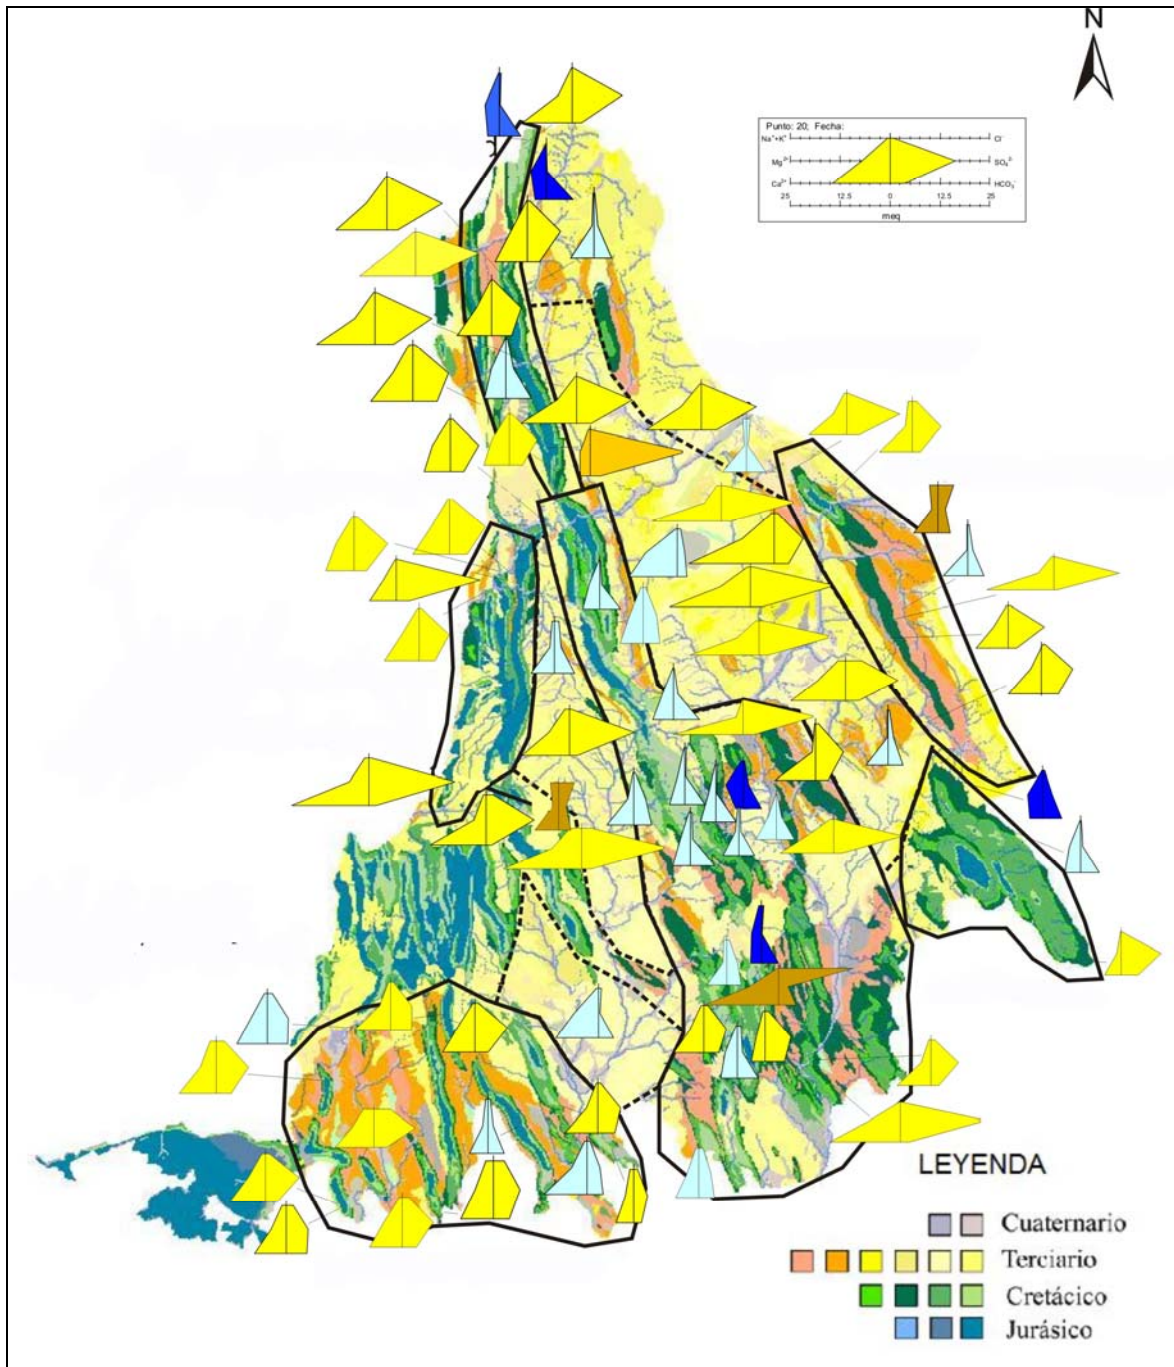 N
Punto: 20; Fecha:
Na⁺+K⁺ Cl⁻
Mg²⁺ SO₄²⁻
Ca²⁺ HCO₃⁻
25 12.5 0 12.5 25
meq
LEYENDA
Cuaternario
Terciario
Cretácico
Jurásico